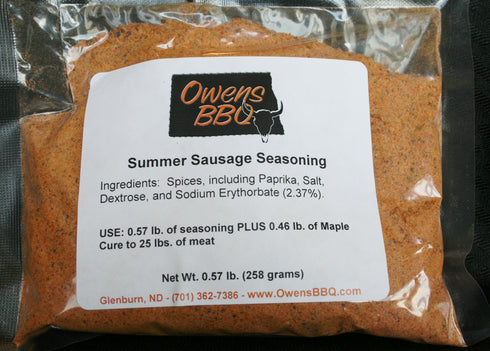 Owens
BBQ
Summer Sausage Seasoning
Ingredients: Spices, including Paprika, Salt,
Dextrose, and Sodium Erythorbate (2.37%).
USE: 0.57 lb. of seasoning PLUS 0.46 lb. of Maple
Cure to 25 lbs. of meat
Net Wt. 0.57 lb. (258 grams)
Glenburn, ND - (701) 362-7386 - www.OwensBBQ.com